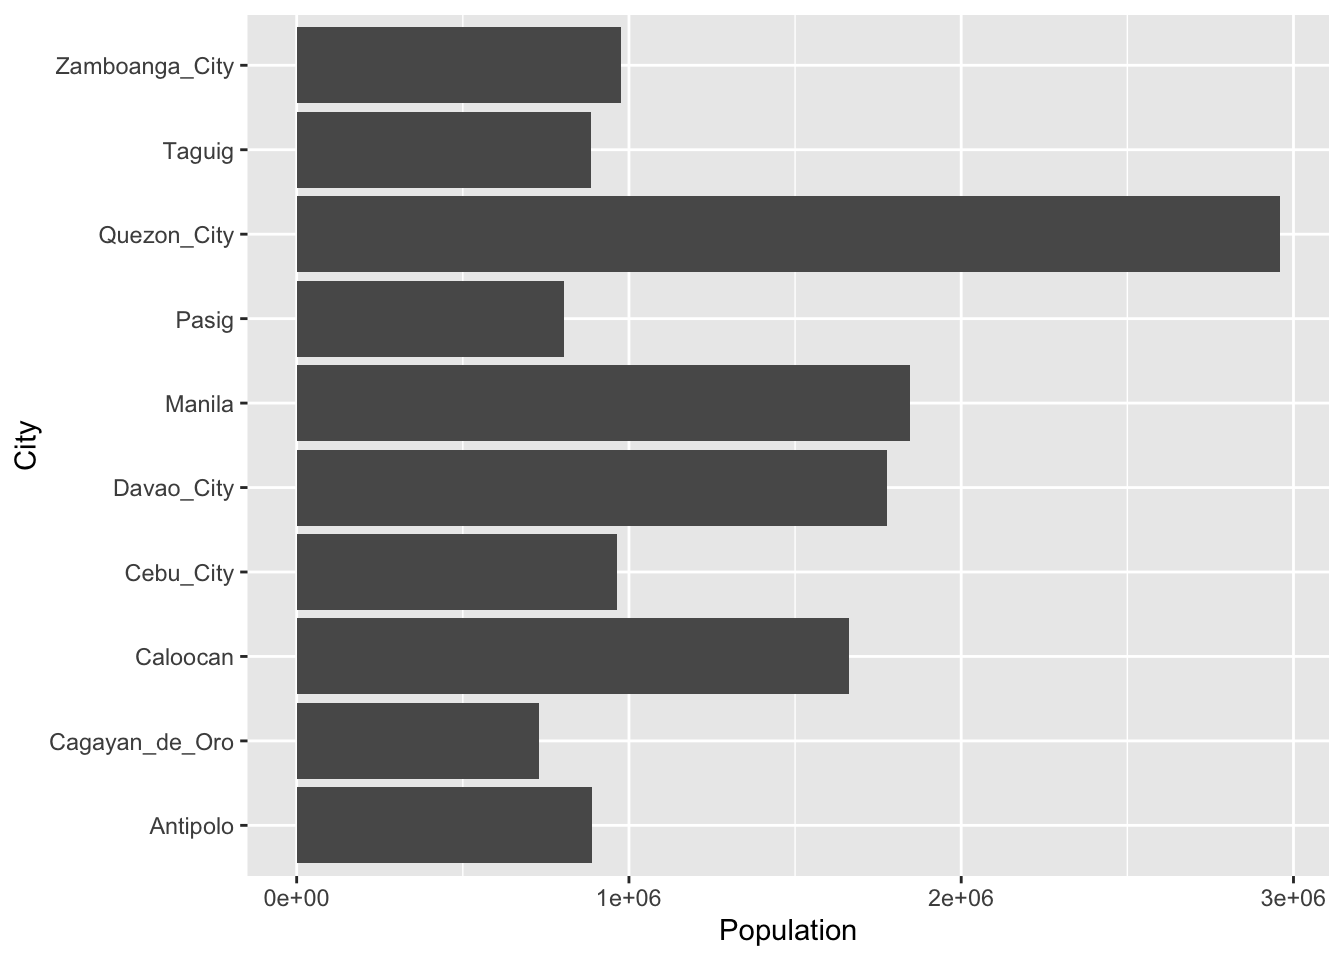 Zamboanga_City
Taguig
Quezon_City
Pasig
Manila
Davao_City
Cebu_City
Caloocan
Cagayan_de_Oro
Antipolo
City
0e+00 1e+06 2e+06 3e+06
Population